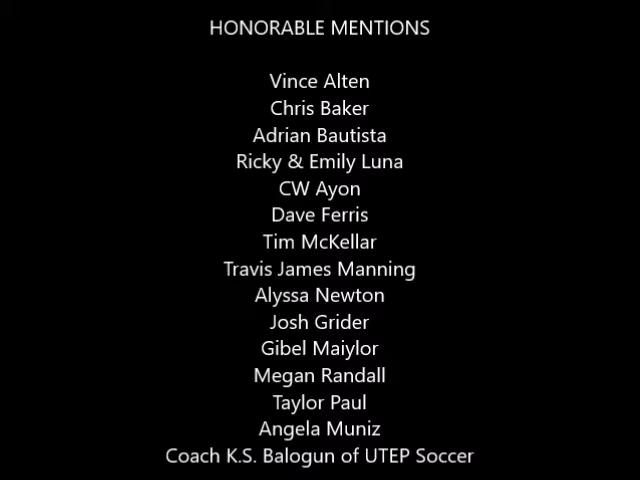 HONORABLE MENTIONS
Vince Alten
Chris Baker
Adrian Bautista
Ricky & Emily Luna
CW Ayon
Dave Ferris
Tim McKellar
Travis James Manning
Alyssa Newton
Josh Grider
Gibel Maiylor
Megan Randall
Taylor Paul
Angela Muniz
Coach K.S. Balogun of UTEP Soccer